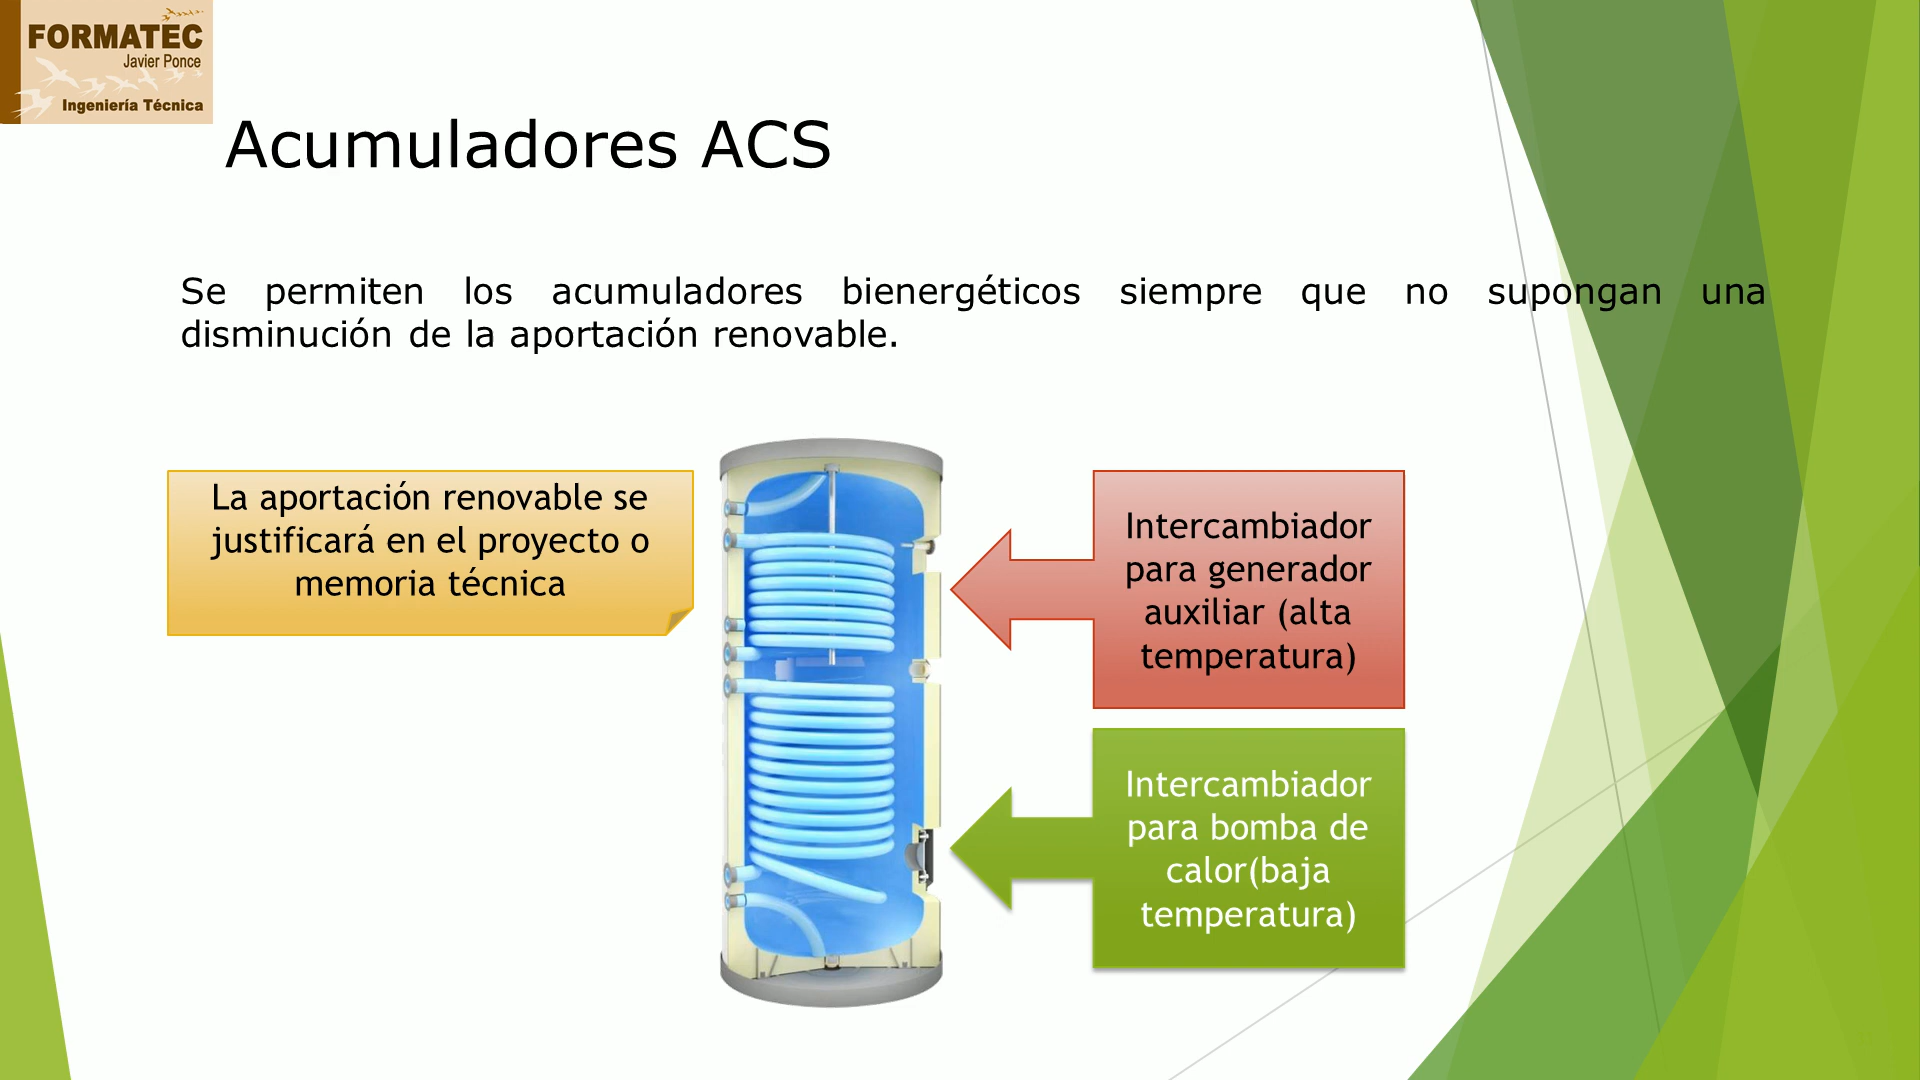 FORMATEC
Javier Ponce
Ingeniería Técnica
Acumuladores ACS
Se permiten los acumuladores bienergéticos siempre que no supongan una
disminución de la aportación renovable.
La aportación renovable se
justificará en el proyecto o
memoria técnica
Intercambiador
para generador
auxiliar (alta
temperatura)
Intercambiador
para bomba de
calor(baja
temperatura)